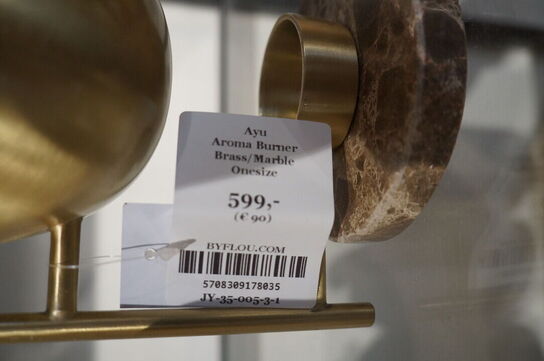 Ayu
Aroma Burner
Brass/Marble
Onesize
599,-
(€ 90)
BYFLOU.COM
5708309178035
JY-35-005-3-1